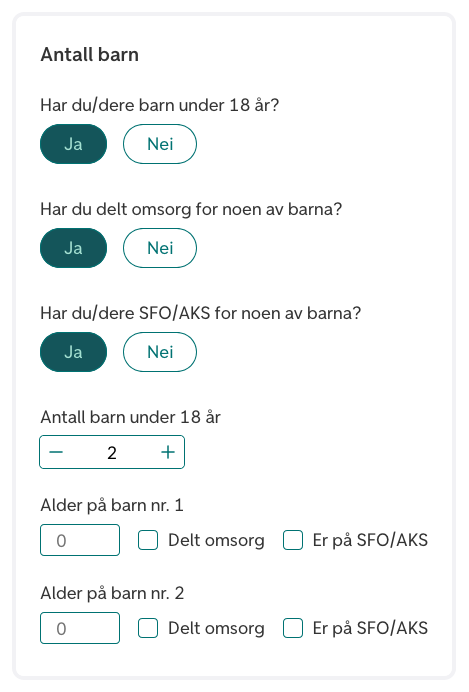 Antall barn
Har du/dere barn under 18 år?
Ja Nei
Har du delt omsorg for noen av barna?
Ja Nei
Har du/dere SFO/AKS for noen av barna?
Ja Nei
Antall barn under 18 år
− 2 +
Alder på barn nr. 1
0 Delt omsorg Er på SFO/AKS
Alder på barn nr. 2
0 Delt omsorg Er på SFO/AKS